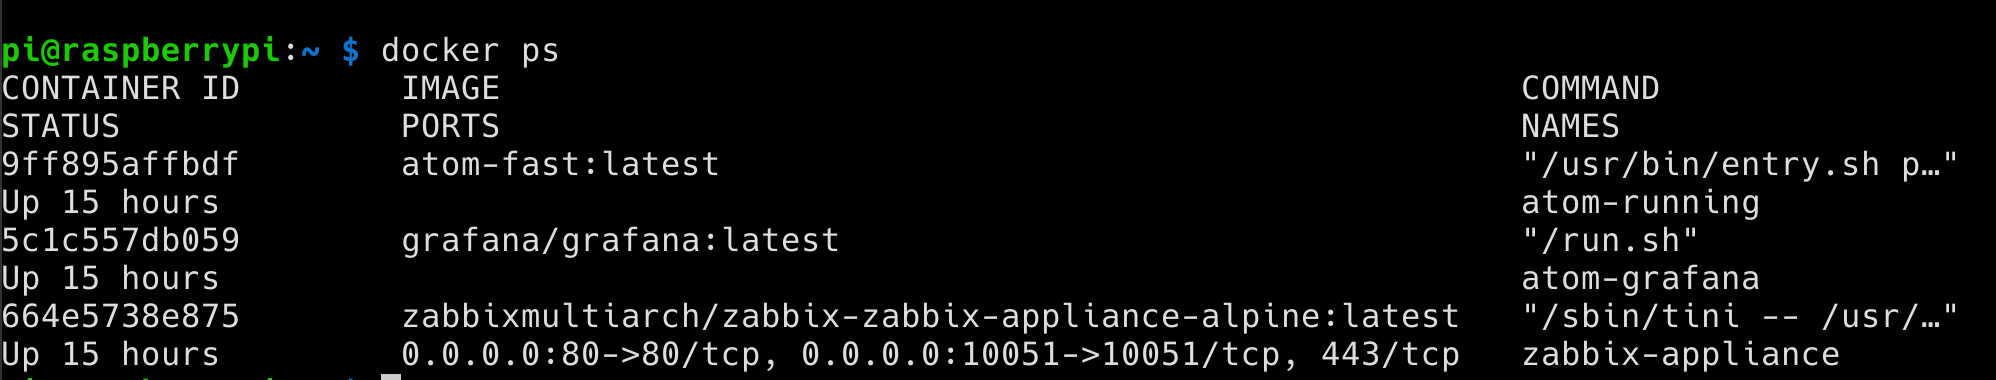 pi@raspberrypi:~ $ docker ps
CONTAINER ID        IMAGE                                                   COMMAND
STATUS              PORTS                                                   NAMES
9ff895affbdf        atom-fast:latest                                        "/usr/bin/entry.sh p…"
Up 15 hours                                                                 atom-running
5c1c557db059        grafana/grafana:latest                                  "/run.sh"
Up 15 hours                                                                 atom-grafana
664e5738e875        zabbixmultiarch/zabbix-zabbix-appliance-alpine:latest   "/sbin/tini -- /usr/…"
Up 15 hours         0.0.0.0:80->80/tcp, 0.0.0.0:10051->10051/tcp, 443/tcp   zabbix-appliance